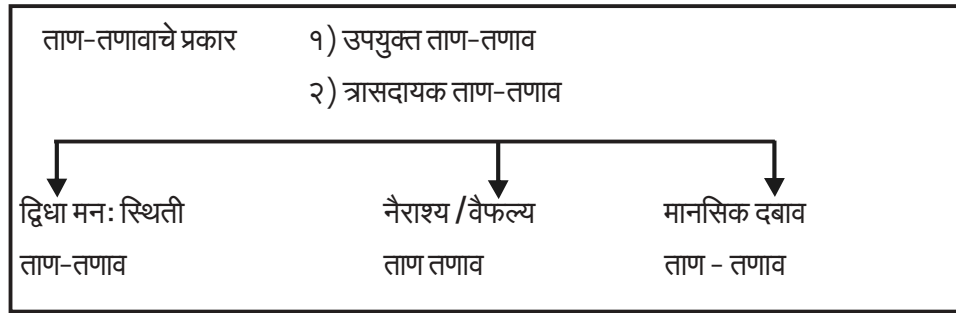 ताण-तणावाचे प्रकार १) उपयुक्त ताण-तणाव
२) त्रासदायक ताण-तणाव
द्विधा मन: स्थिती नैराश्य / वैफल्य मानसिक दबाव
ताण-तणाव ताण तणाव ताण - तणाव